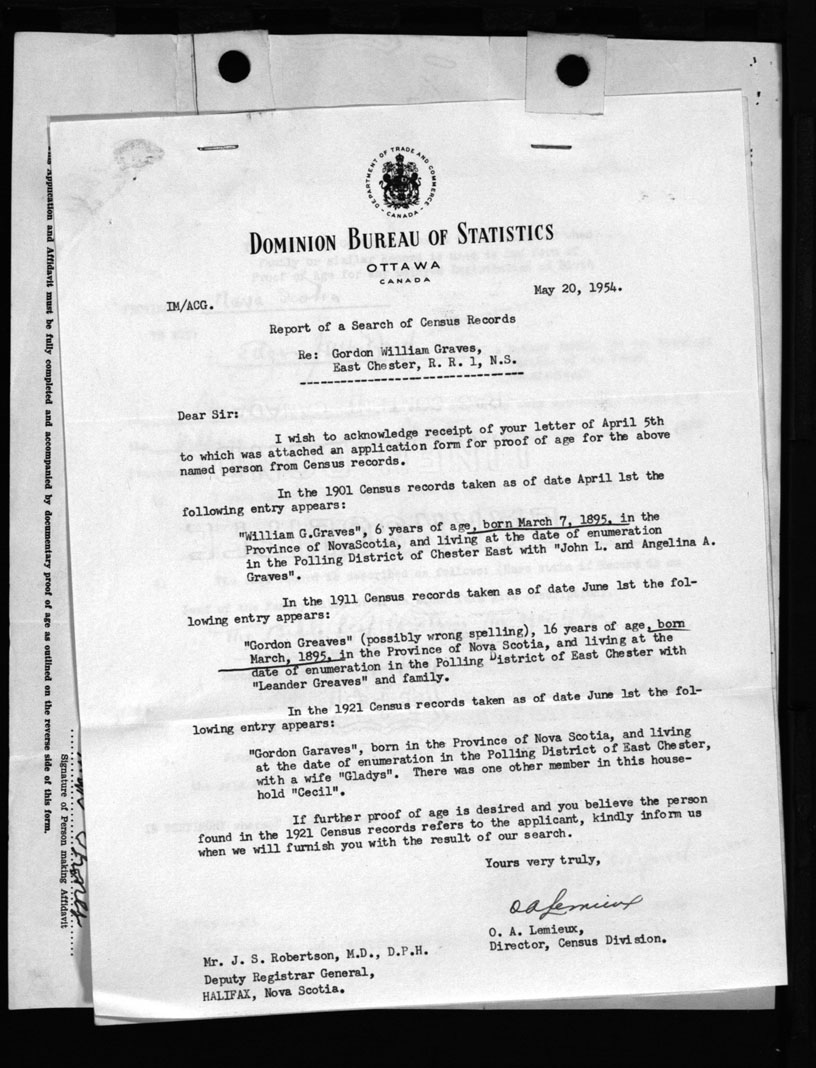 DEPARTMENT OF TRADE AND COMMERCE
- CANADA -
DOMINION BUREAU OF STATISTICS
OTTAWA
CANADA
May 20, 1954.
IM/ACG.
Report of a Search of Census Records
Re: Gordon William Graves,
East Chester, R. R. 1, N.S.
Dear Sir:
I wish to acknowledge receipt of your letter of April 5th
to which was attached an application form for proof of age for the above
named person from Census records.
In the 1901 Census records taken as of date April 1st the
following entry appears:
"William G.Graves", 6 years of age, born March 7, 1895, in the
Province of NovaScotia, and living at the date of enumeration
in the Polling District of Chester East with "John L. and Angelina A.
Graves".
In the 1911 Census records taken as of date June 1st the fol-
lowing entry appears:
"Gordon Greaves" (possibly wrong spelling), 16 years of age, born
March, 1895, in the Province of Nova Scotia, and living at the
date of enumeration in the Polling District of East Chester with
"Leander Greaves" and family.
In the 1921 Census records taken as of date June 1st the fol-
lowing entry appears:
"Gordon Garaves", born in the Province of Nova Scotia, and living
at the date of enumeration in the Polling District of East Chester,
with a wife "Gladys". There was one other member in this house-
hold "Cecil".
If further proof of age is desired and you believe the person
found in the 1921 Census records refers to the applicant, kindly inform us
when we will furnish you with the result of our search.
Yours very truly,
O A Lemieux
O. A. Lemieux,
Director, Census Division.
Mr. J. S. Robertson, M.D., D.P.H.
Deputy Registrar General,
HALIFAX, Nova Scotia.
Application and Affidavit must be fully completed and accompanied by documentary proof of age as outlined on the reverse side of this form.
Signature of Person making Affidavit